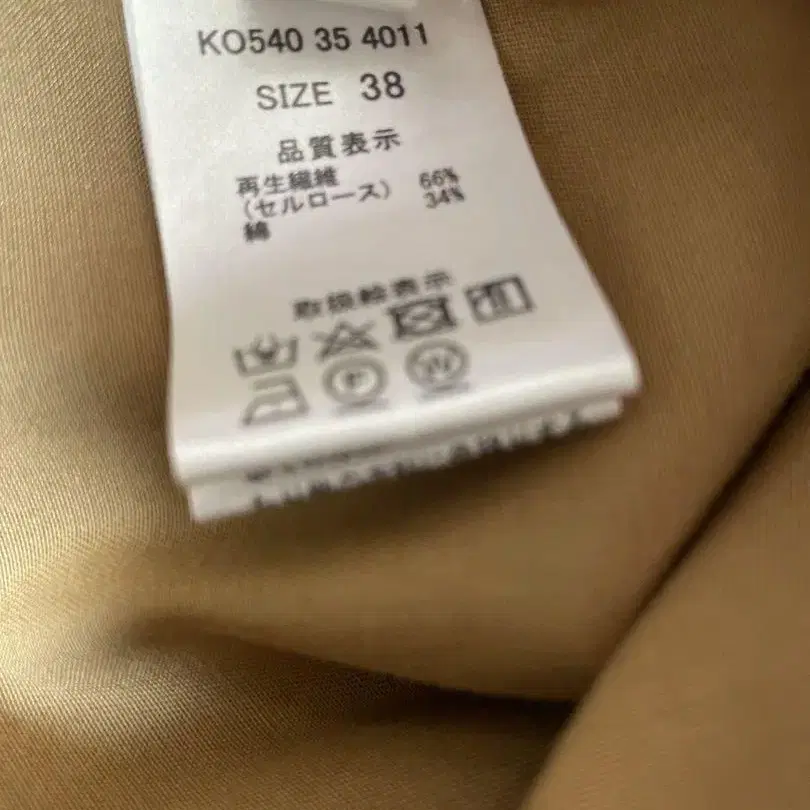 KO540 35 4011
SIZE 38
品質表示
再生繊維
(セルロース) 66%
綿 34%
取扱絵表示
F W